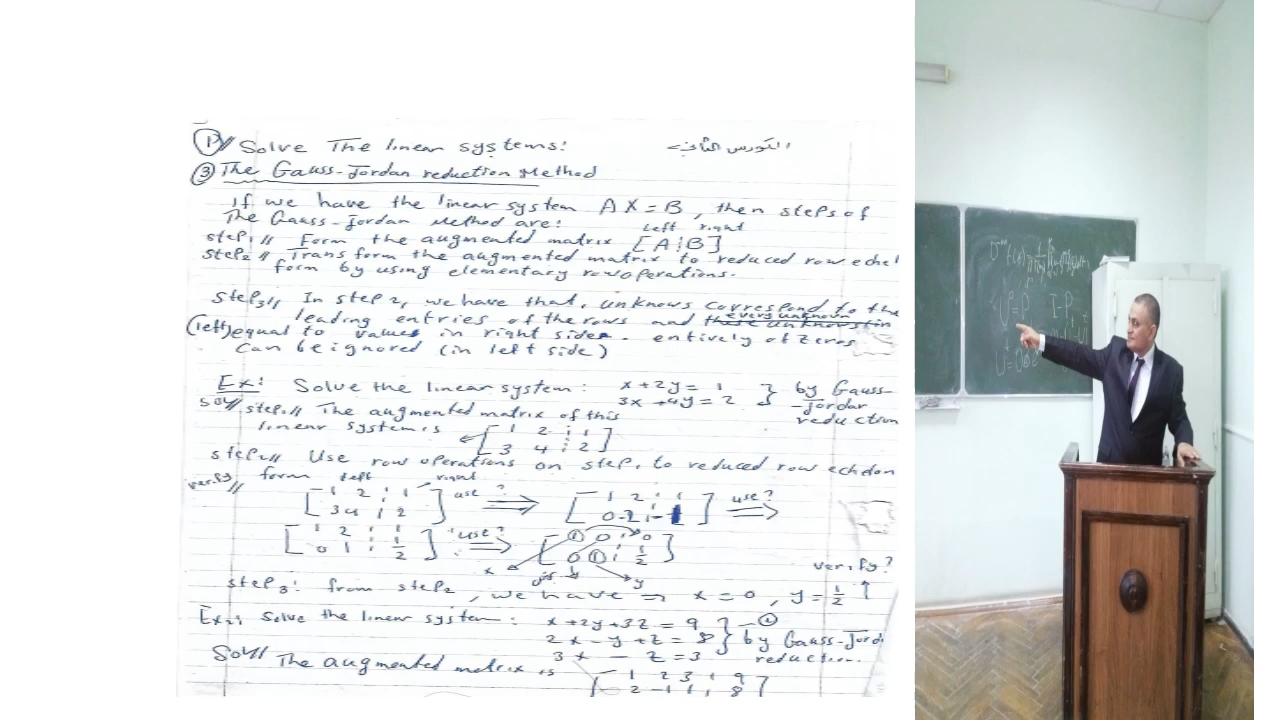 P// Solve The linear systems: الكورس الثاني
③ The Gauss-Jordan reduction Method
If we have the linear system AX=B, then steps of
The Gauss-Jordan Method are: left right
step1// Form the augmented matrix [A¦B]
step2// Transform the augmented matrix to reduced row echel
form by using elementary row operations.
step3// In step 2, we have that, unknows correspond to the
leading entries of the rows and every unknown
(left) equal to values in right side. entively of zeros
can be ignored (in left side)
Ex: Solve the linear system: x+2y=1 } by Gauss-
3x+4y=2 -Jordan
sol// step1// The augmented matrix of this reduction
linear system is [1 2 ¦ 1
3 4 ¦ 2]
step2// Use row operations on step1 to reduced row echelon
verify// form left right
[1 2 ¦ 1 use ? ⇒ [1 2 ¦ 1 use? ⇒
3 4 ¦ 2] 0 -2 ¦ -1]
[1 2 ¦ 1 use? ⇒ [① 0 ¦ 0
0 1 ¦ 1/2] 0 ① ¦ 1/2]
x y verify?
step3: from step2, we have ⇒ x=0, y=1/2 ↑
Ex2: Solve the linear system: x+2y+3z=9
2x-y+z=8 } by Gauss-Jord
3x-z=3 reduction.
Sol// The augmented matrix is
[1 2 3 ¦ 9
2 -1 1 ¦ 8]
I-P